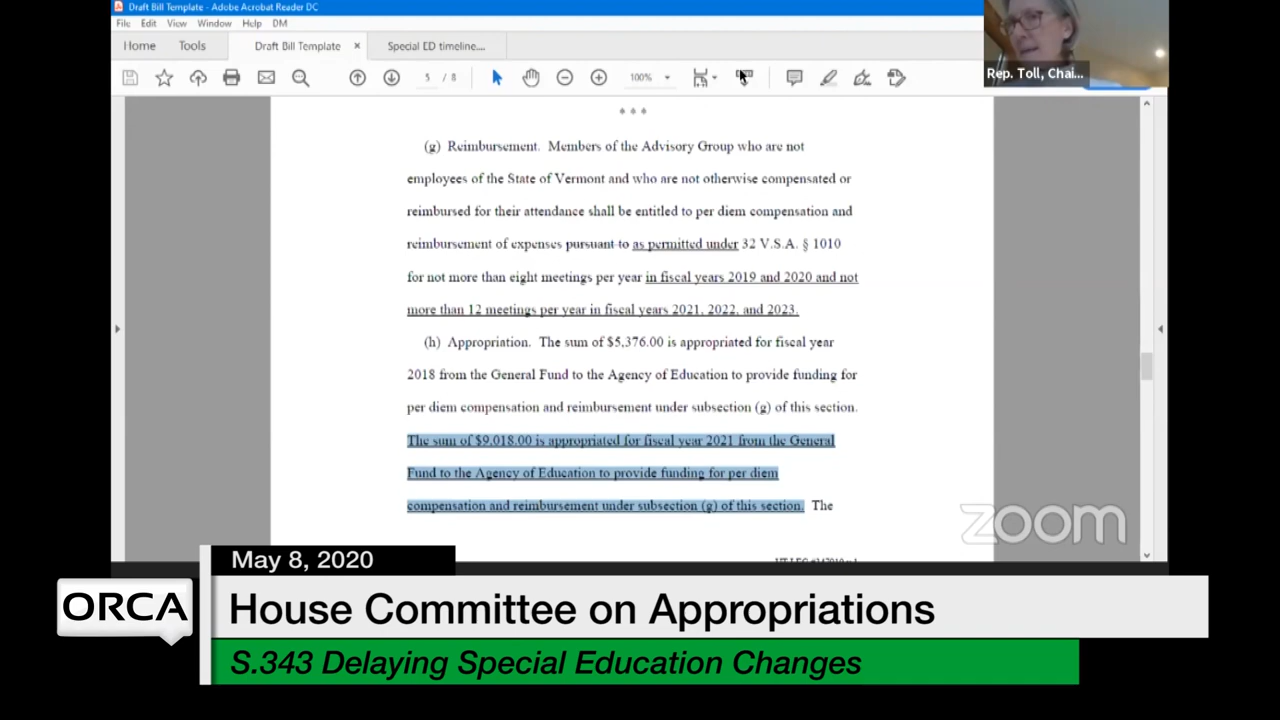 Draft Bill Template - Adobe Acrobat Reader DC
File Edit View Window Help DM
Home Tools Draft Bill Template × Special ED timeline....
5 / 8 100%
Rep. Toll, Chai...
(g) Reimbursement. Members of the Advisory Group who are not
employees of the State of Vermont and who are not otherwise compensated or
reimbursed for their attendance shall be entitled to per diem compensation and
reimbursement of expenses pursuant to as permitted under 32 V.S.A. § 1010
for not more than eight meetings per year in fiscal years 2019 and 2020 and not
more than 12 meetings per year in fiscal years 2021, 2022, and 2023.
(h) Appropriation. The sum of $5,376.00 is appropriated for fiscal year
2018 from the General Fund to the Agency of Education to provide funding for
per diem compensation and reimbursement under subsection (g) of this section.
The sum of $9,018.00 is appropriated for fiscal year 2021 from the General
Fund to the Agency of Education to provide funding for per diem
compensation and reimbursement under subsection (g) of this section. The
zoom
May 8, 2020
ORCA
House Committee on Appropriations
S.343 Delaying Special Education Changes